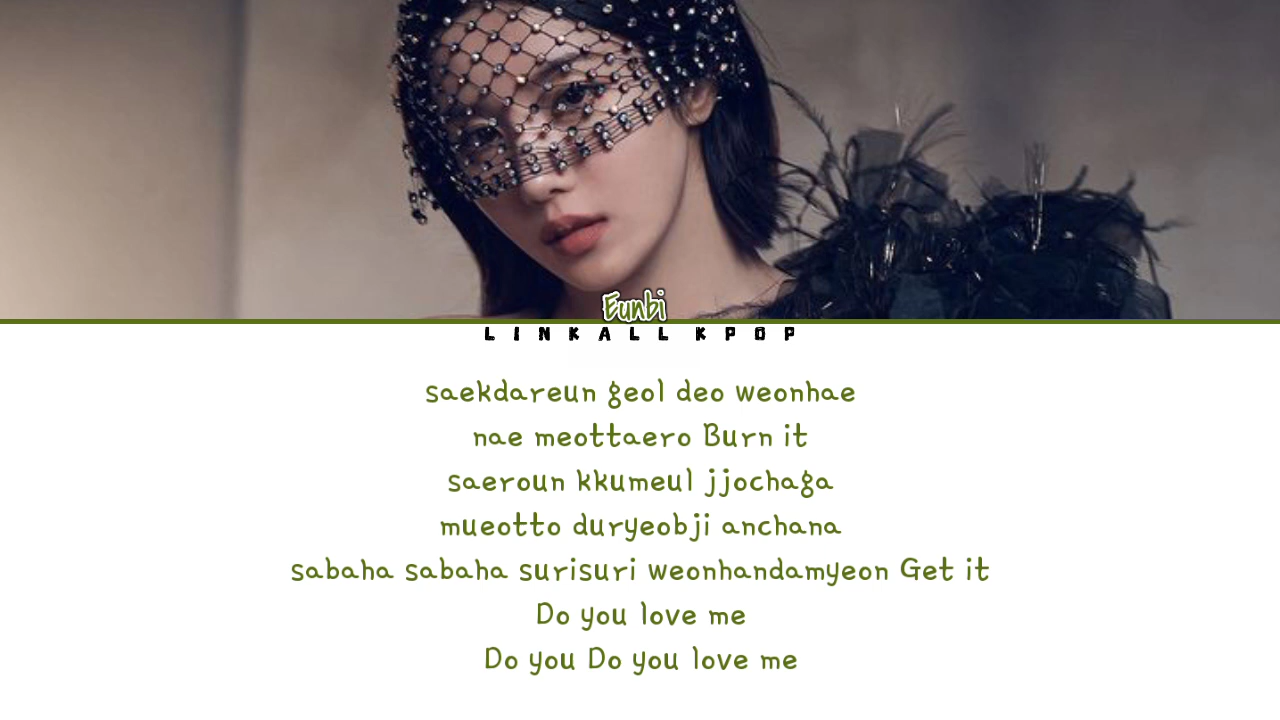 Eunbi
LINKALL KPOP
saekdareun geol deo weonhae
nae meottaero Burn it
saeroun kkumeul jjochaga
mueotto duryeobji anchana
sabaha sabaha surisuri weonhandamyeon Get it
Do you love me
Do you Do you love me